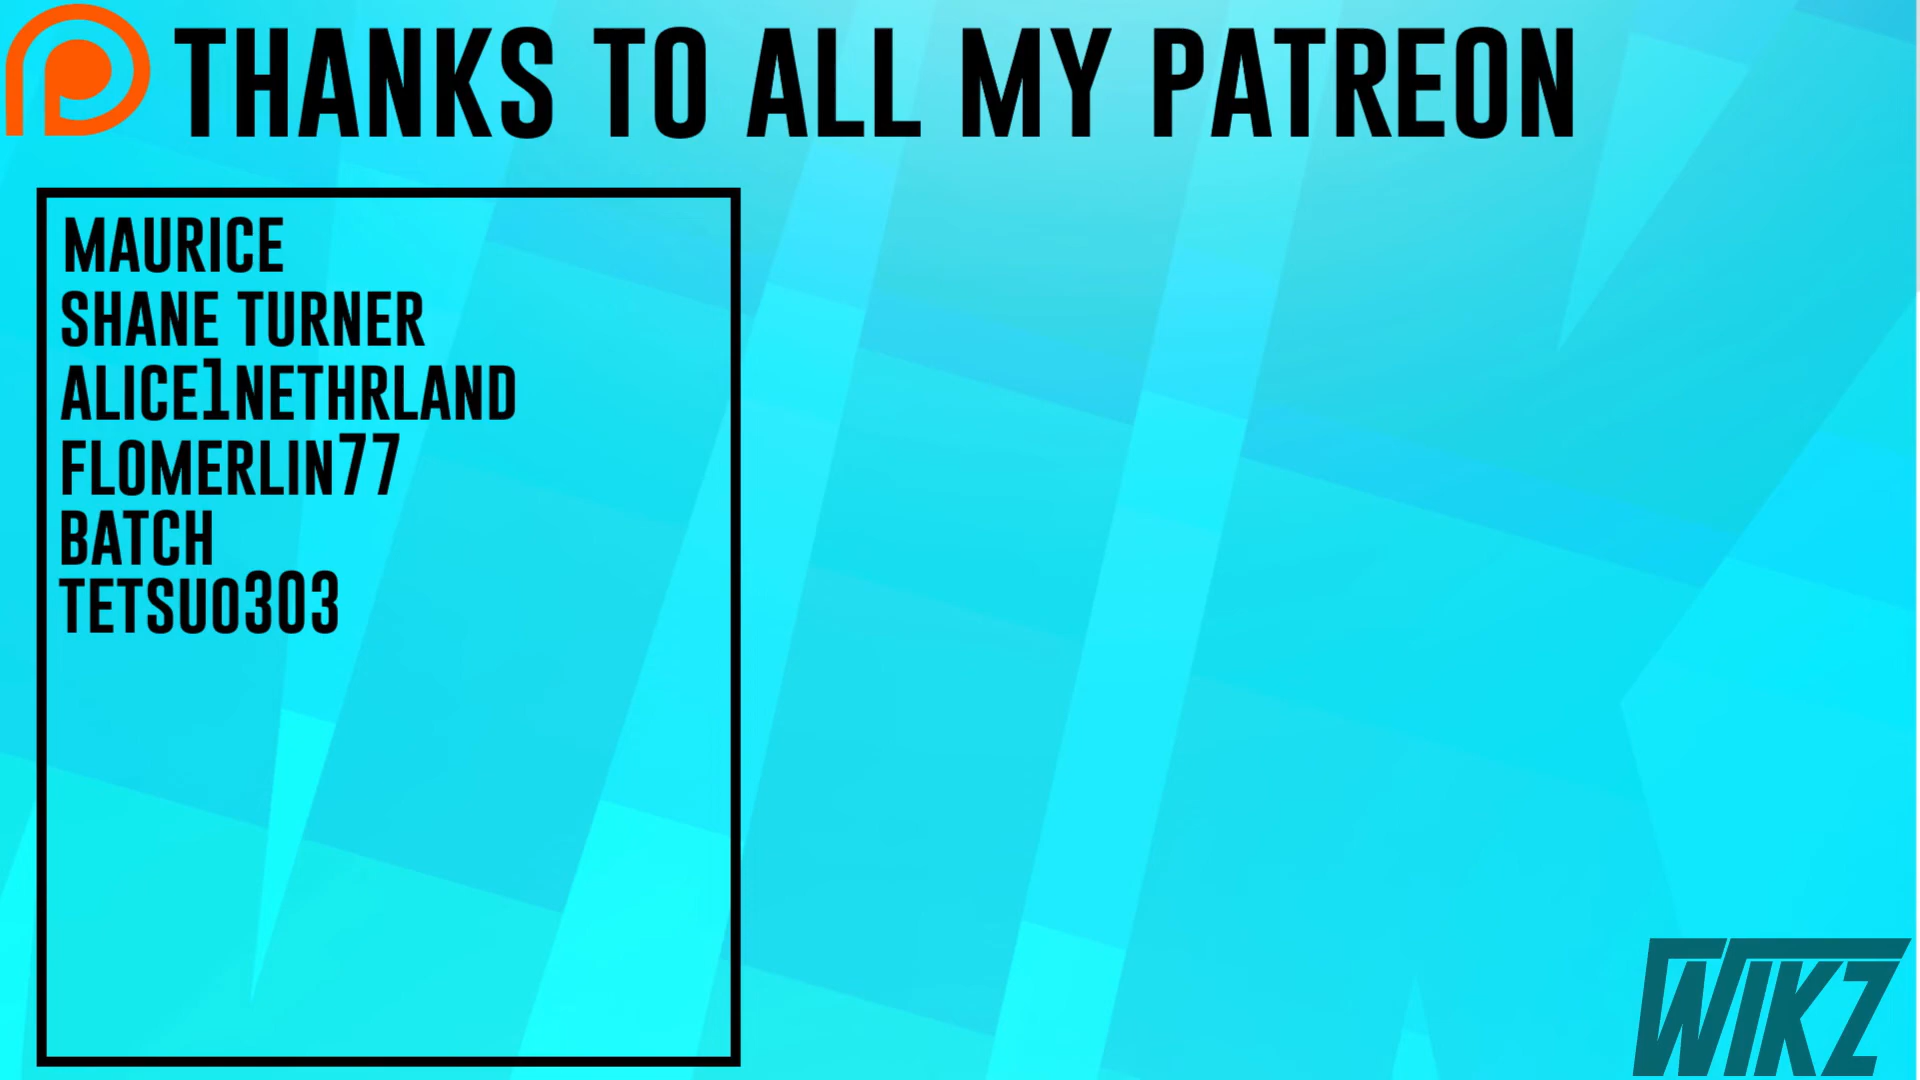 THANKS TO ALL MY PATREON
MAURICE
SHANE TURNER
ALICE1NETHRLAND
FLOMERLIN77
BATCH
TETSUO303
WIKZ